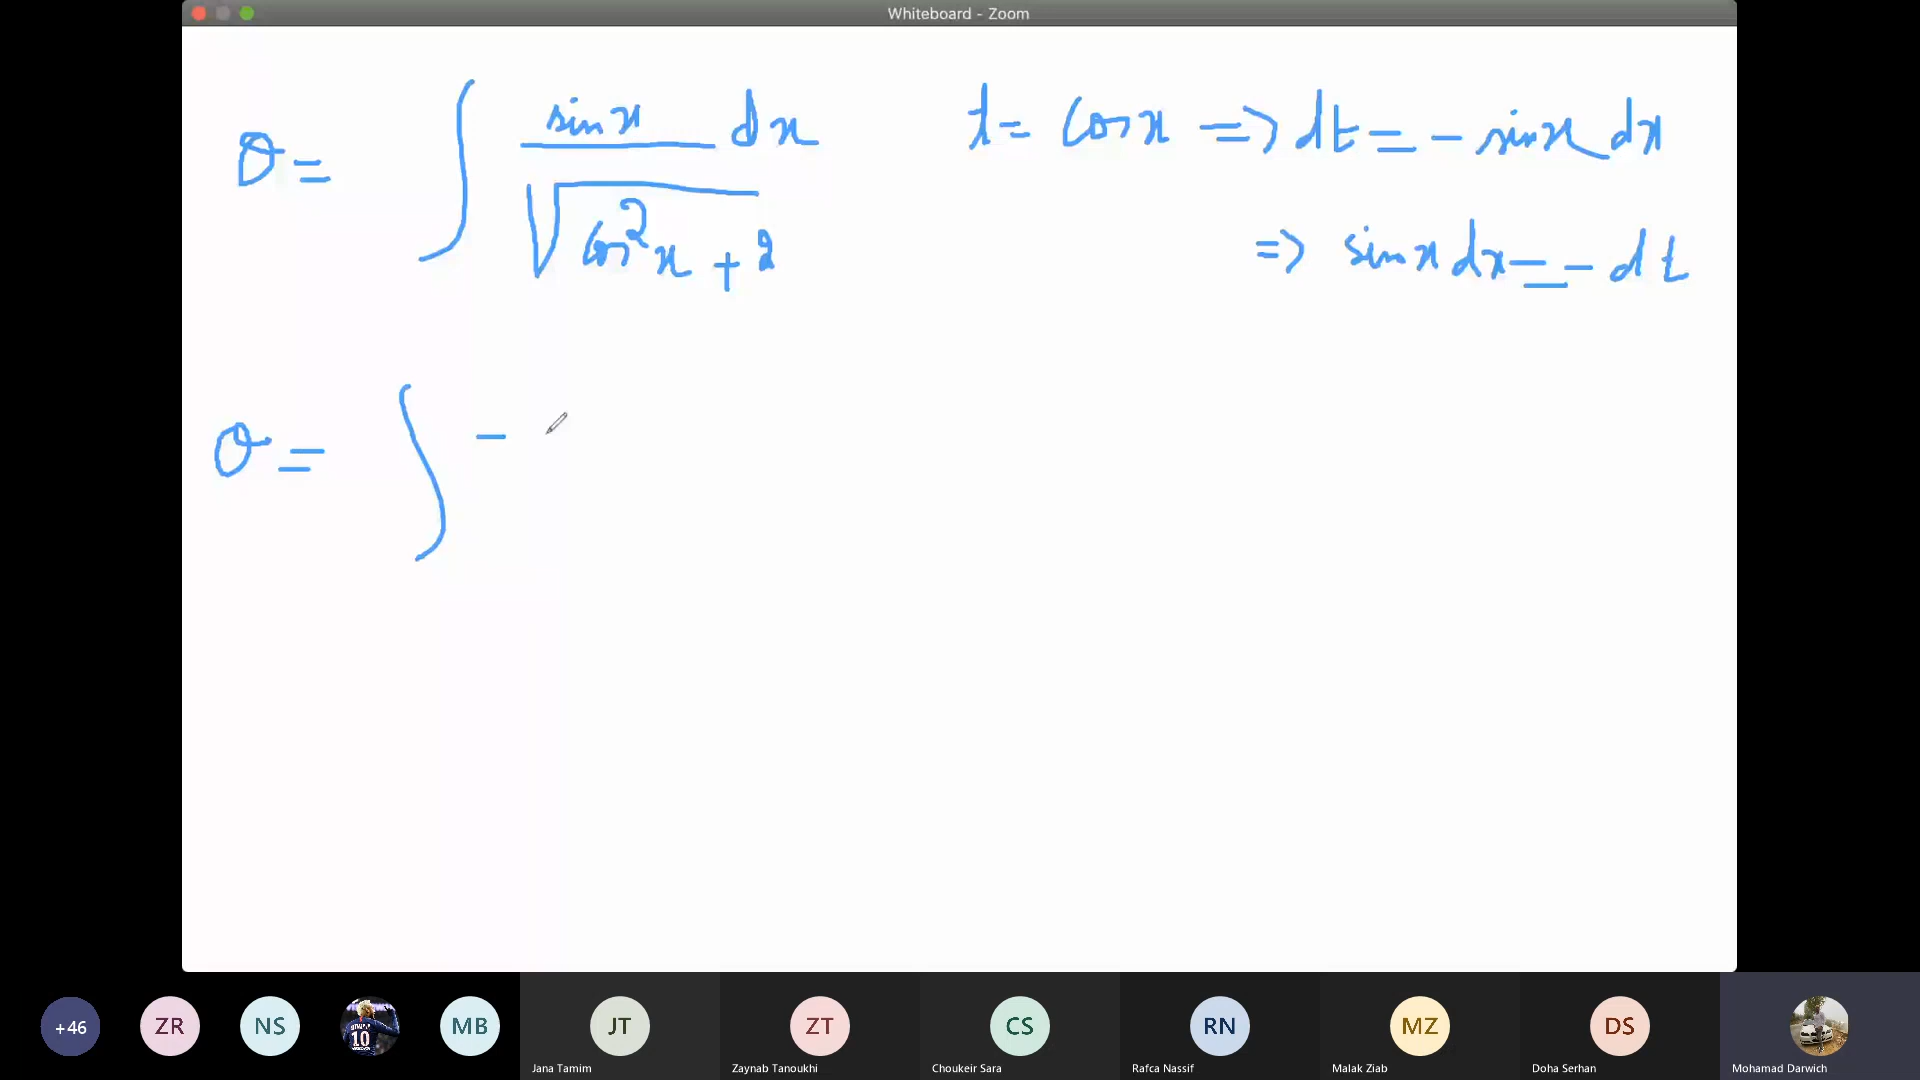 Whiteboard - Zoom
O = ∫ sin x / √(cos² x + 2) dx
t = cos x => dt = - sin x dx
=> sin x dx = - dt
O = ∫ -
+46
ZR
NS
10
MB
JT
ZT
CS
RN
MZ
DS
Jana Tamim
Zaynab Tanoukhi
Choukeir Sara
Rafca Nassif
Malak Ziab
Doha Serhan
Mohamad Darwich